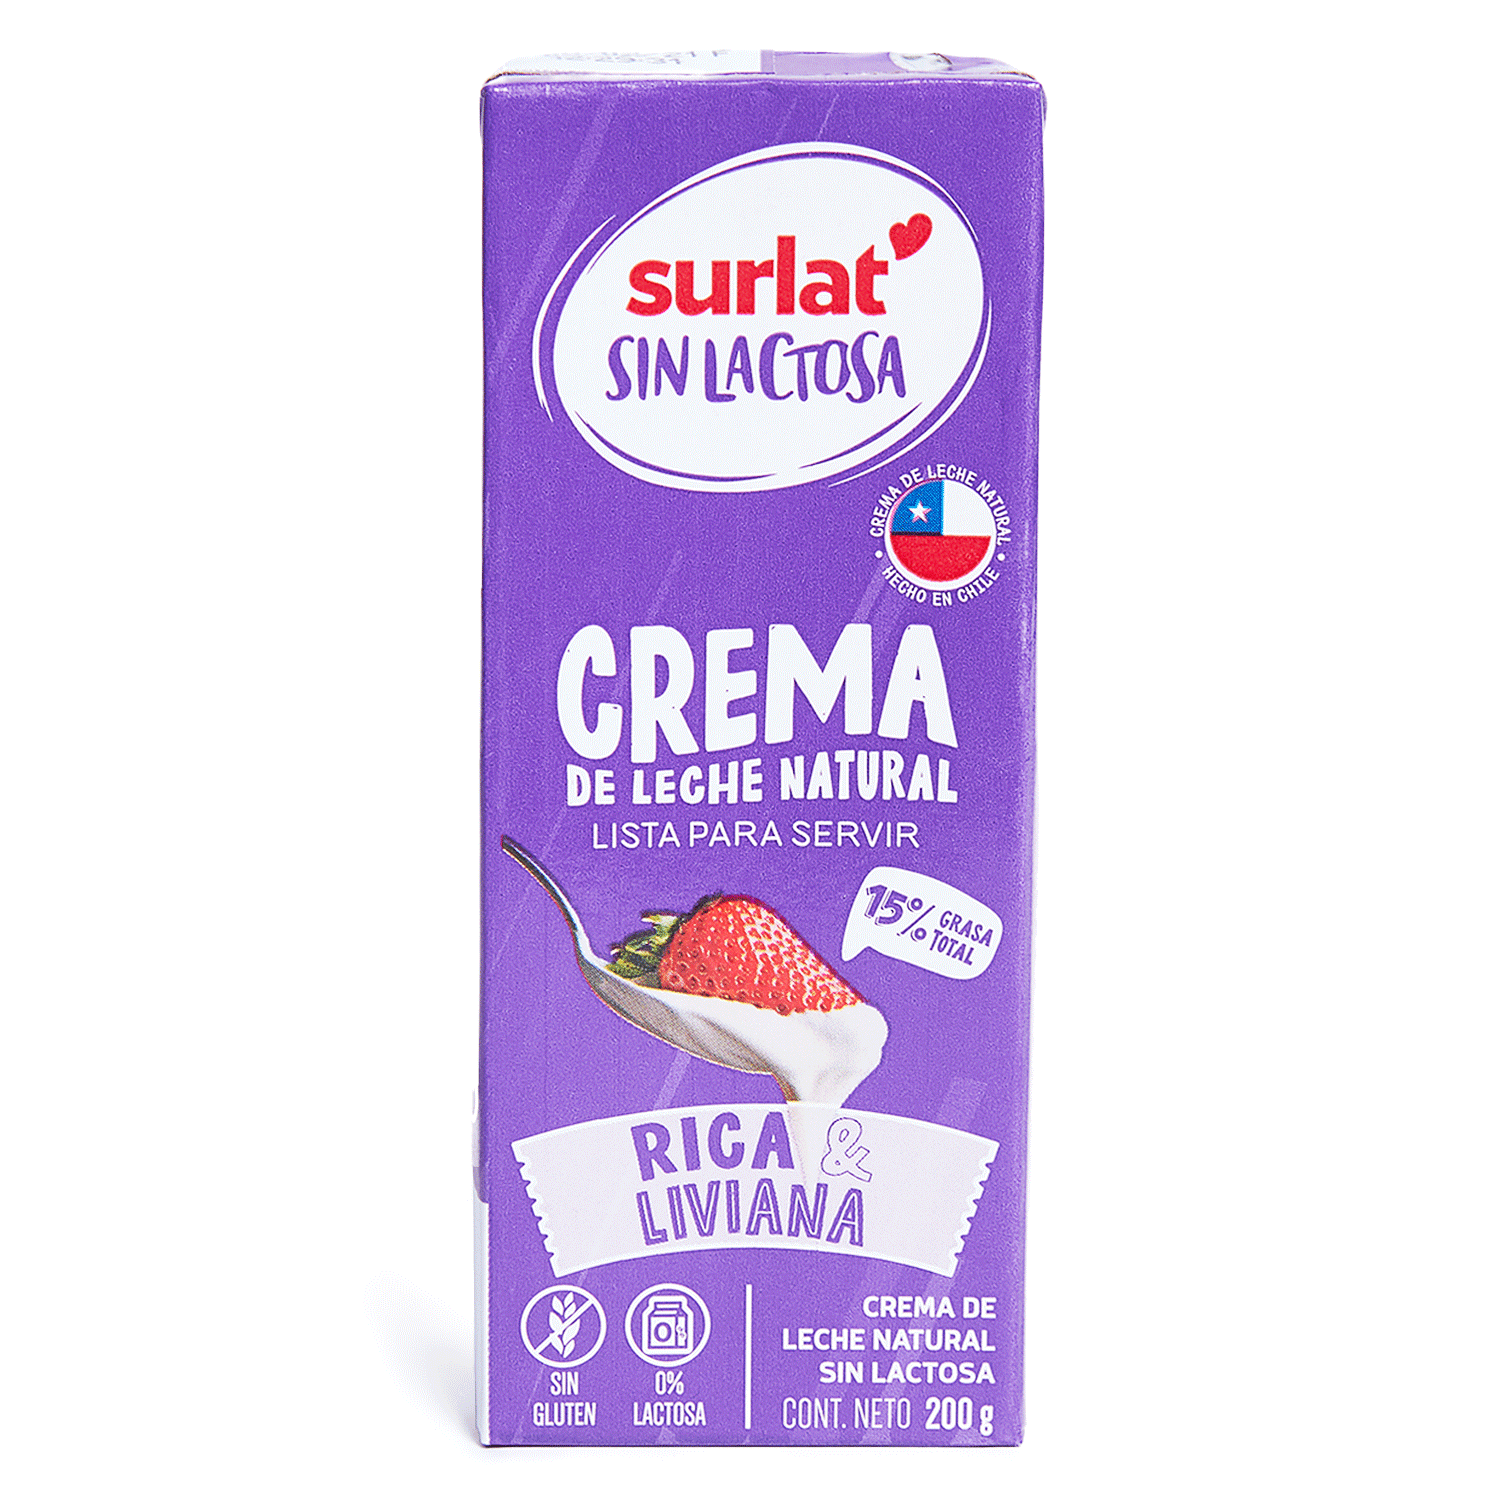 surlat
SIN LACTOSA
CREMA DE LECHE NATURAL
• HECHO EN CHILE •
CREMA
DE LECHE NATURAL
LISTA PARA SERVIR
15% GRASA
TOTAL
RICA &
LIVIANA
SIN
GLUTEN
0%
LACTOSA
CREMA DE
LECHE NATURAL
SIN LACTOSA
CONT. NETO 200 g